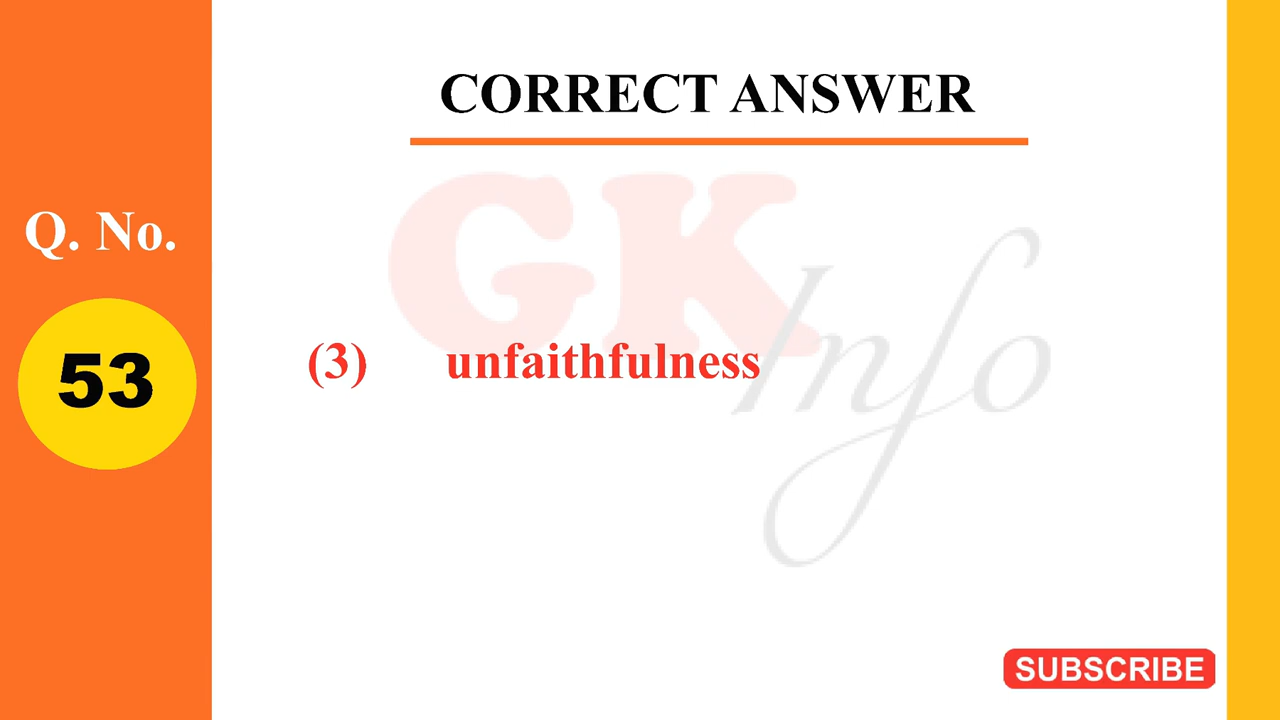 CORRECT ANSWER
Q. No.
53
GK Info
(3) unfaithfulness
SUBSCRIBE